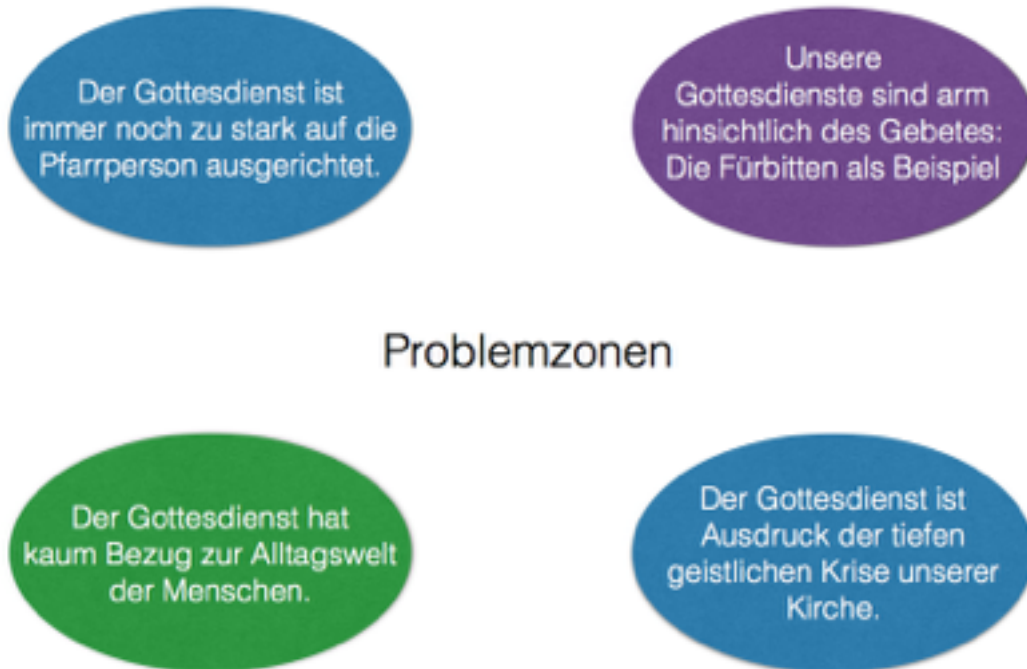 Der Gottesdienst ist
immer noch zu stark auf die
Pfarrperson ausgerichtet.
Unsere
Gottesdienste sind arm
hinsichtlich des Gebetes:
Die Fürbitten als Beispiel
Problemzonen
Der Gottesdienst hat
kaum Bezug zur Alltagswelt
der Menschen.
Der Gottesdienst ist
Ausdruck der tiefen
geistlichen Krise unserer
Kirche.